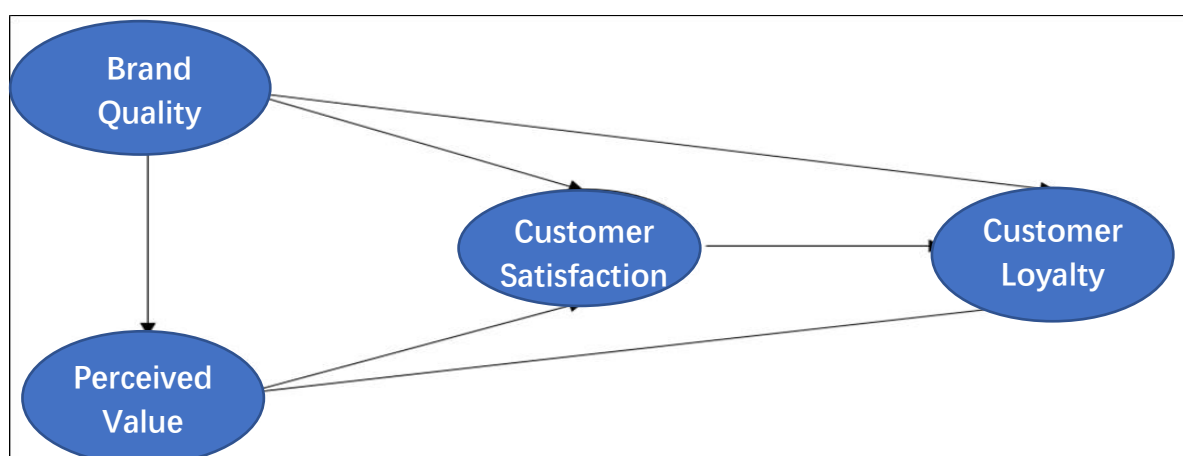 Brand
Quality
Customer
Satisfaction
Customer
Loyalty
Perceived
Value